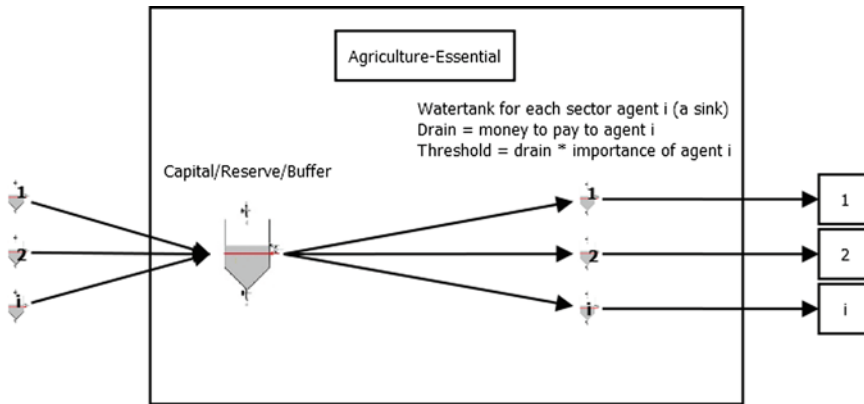 Agriculture-Essential
Watertank for each sector agent i (a sink)
Drain = money to pay to agent i
Threshold = drain * importance of agent i
Capital/Reserve/Buffer
1
1
1
2
2
2
i
i
i